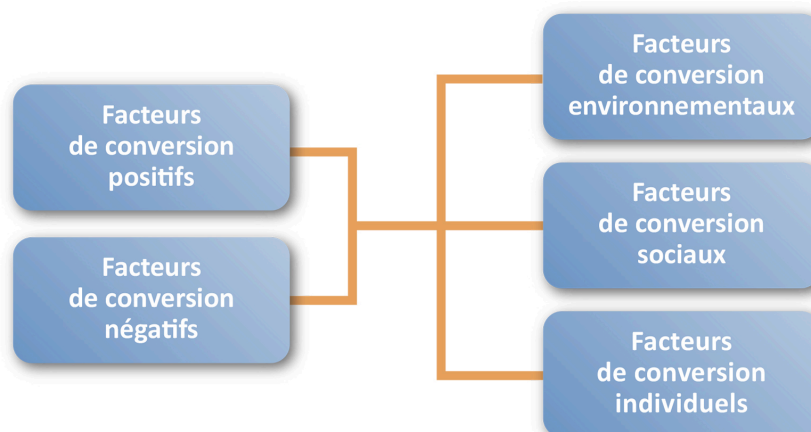 Facteurs
de conversion
positifs
Facteurs
de conversion
négatifs
Facteurs
de conversion
environnementaux
Facteurs
de conversion
sociaux
Facteurs
de conversion
individuels